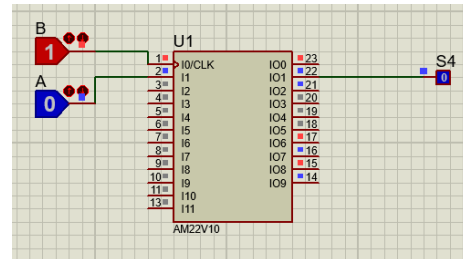 B
1
A
0
U1
1 I0/CLK IO0 23
2 I1 IO1 22
3 I2 IO2 21
4 I3 IO3 20
5 I4 IO4 19
6 I5 IO5 18
7 I6 IO6 17
8 I7 IO7 16
9 I8 IO8 15
10 I9 IO9 14
11 I10
13 I11
AM22V10
S4
0